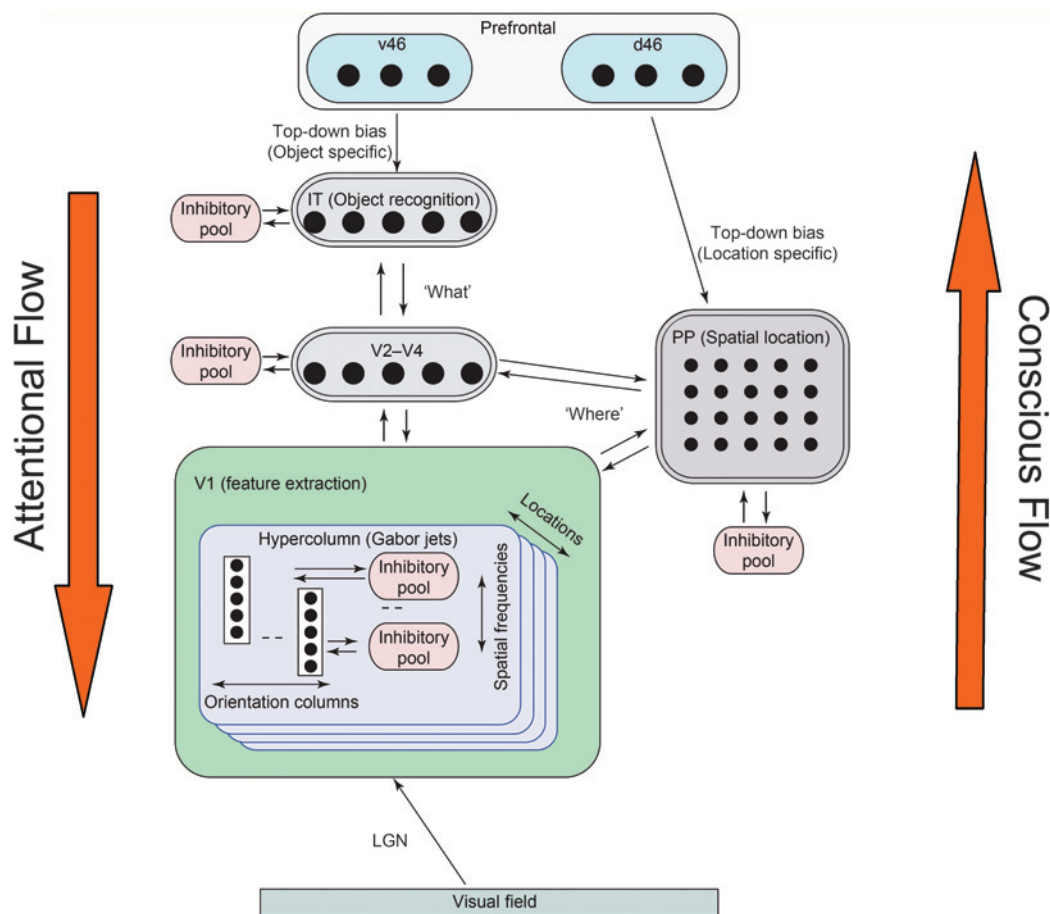 Prefrontal
v46
d46
Top-down bias
(Object specific)
IT (Object recognition)
Inhibitory
pool
Top-down bias
(Location specific)
'What'
Inhibitory
pool
V2–V4
PP (Spatial location)
'Where'
V1 (feature extraction)
Locations
Hypercolumn (Gabor jets)
Inhibitory
pool
Inhibitory
pool
Spatial frequencies
Orientation columns
Inhibitory
pool
LGN
Visual field
Attentional Flow
Conscious Flow